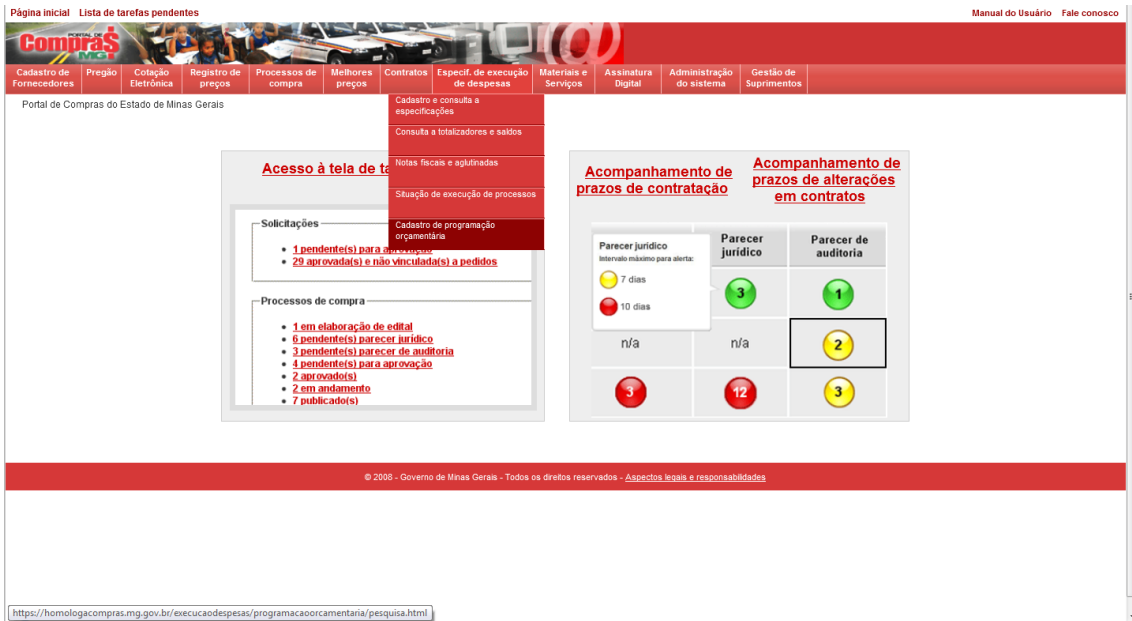 Página inicial Lista de tarefas pendentes Manual do Usuário Fale conosco
PORTAL DE
Compras
MG
Cadastro de Fornecedores Pregão Cotação Eletrônica Registro de preços Processos de compra Melhores preços Contratos Especif. de execução de despesas Materiais e Serviços Assinatura Digital Administração do sistema Gestão de Suprimentos
Portal de Compras do Estado de Minas Gerais
Cadastro e consulta a
especificações
Consulta a totalizadores e saldos
Notas fiscais e aglutinadas
Situação de execução de processos
Cadastro de programação
orçamentária
Acesso à tela de ta
Solicitações
1 pendente(s) para aprovação
29 aprovada(s) e não vinculada(s) a pedidos
Processos de compra
1 em elaboração de edital
6 pendente(s) parecer jurídico
3 pendente(s) parecer de auditoria
4 pendente(s) para aprovação
2 aprovado(s)
2 em andamento
7 publicado(s)
Acompanhamento de
prazos de contratação
Acompanhamento de
prazos de alterações
em contratos
Parecer
jurídico
Parecer de
auditoria
Parecer jurídico
Intervalo máximo para alerta:
7 dias
10 dias
3 1
n/a n/a 2
3 12 3
© 2008 - Governo de Minas Gerais - Todos os direitos reservados - Aspectos legais e responsabilidades
https://homologacompras.mg.gov.br/execucaodespesas/programacaoorcamentaria/pesquisa.html